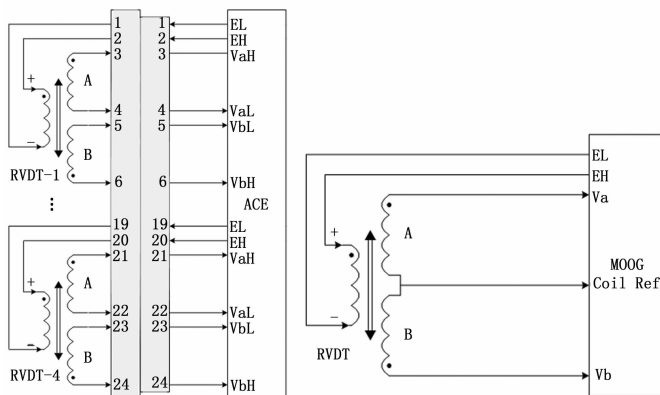 1 1 EL
2 2 EH
3 3 VaH
+ A
4 4 VaL
5 5 VbL
− B
RVDT-1 6 6 VbH
⋮ ACE
19 19 EL
20 20 EH
21 21 VaH
+ A
22 22 VaL
23 23 VbL
− B
RVDT-4
24 24 VbH
EL
EH
Va
+ A
MOOG
Coil Ref
− B
RVDT
Vb